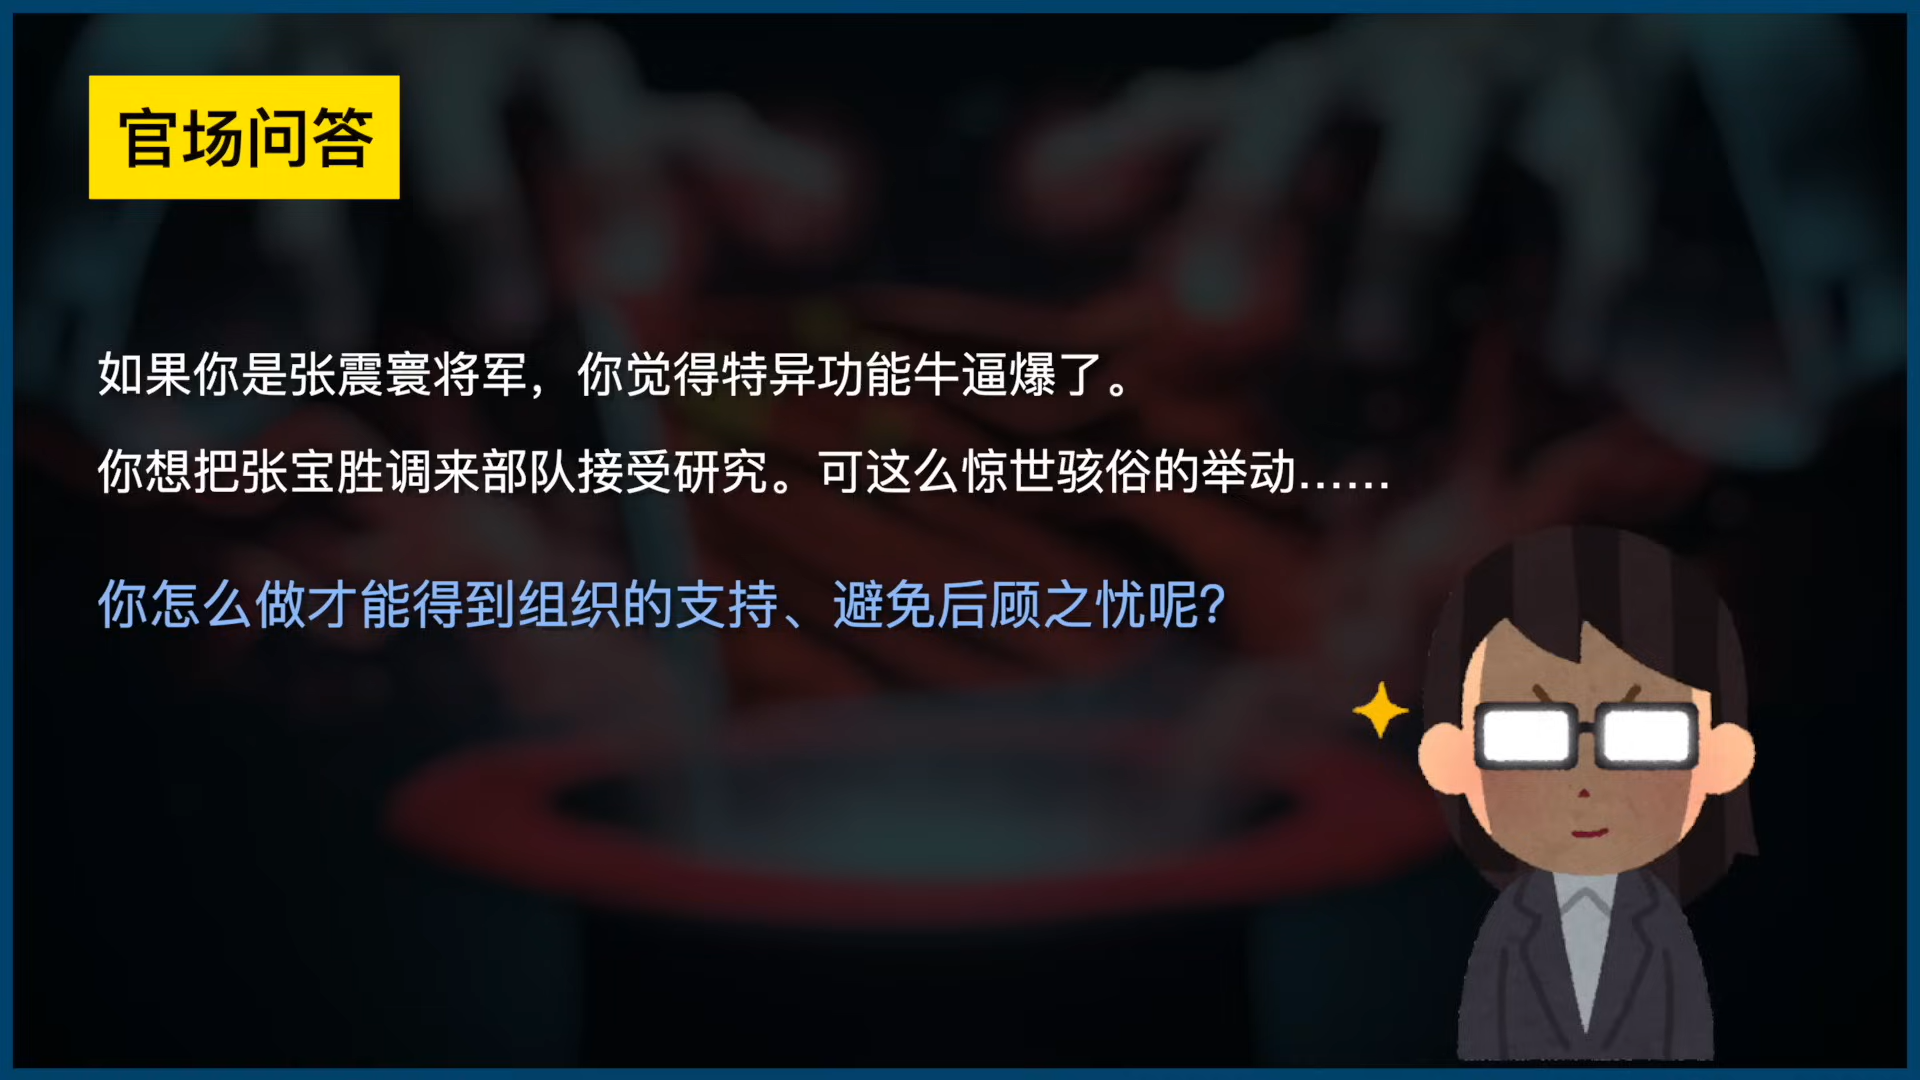 官场问答
如果你是张震寰将军，你觉得特异功能牛逼爆了。
你想把张宝胜调来部队接受研究。可这么惊世骇俗的举动……
你怎么做才能得到组织的支持、避免后顾之忧呢？